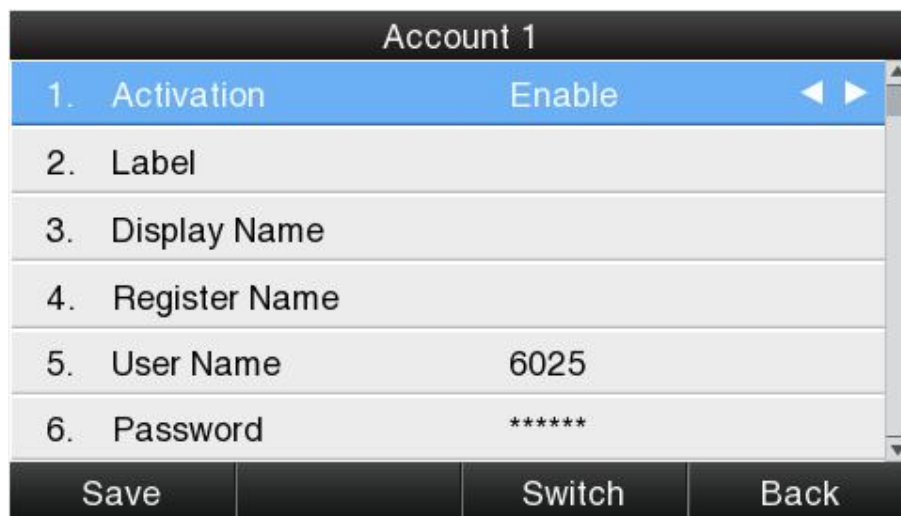 Account 1
1. Activation Enable
2. Label
3. Display Name
4. Register Name
5. User Name 6025
6. Password ******
Save Switch Back